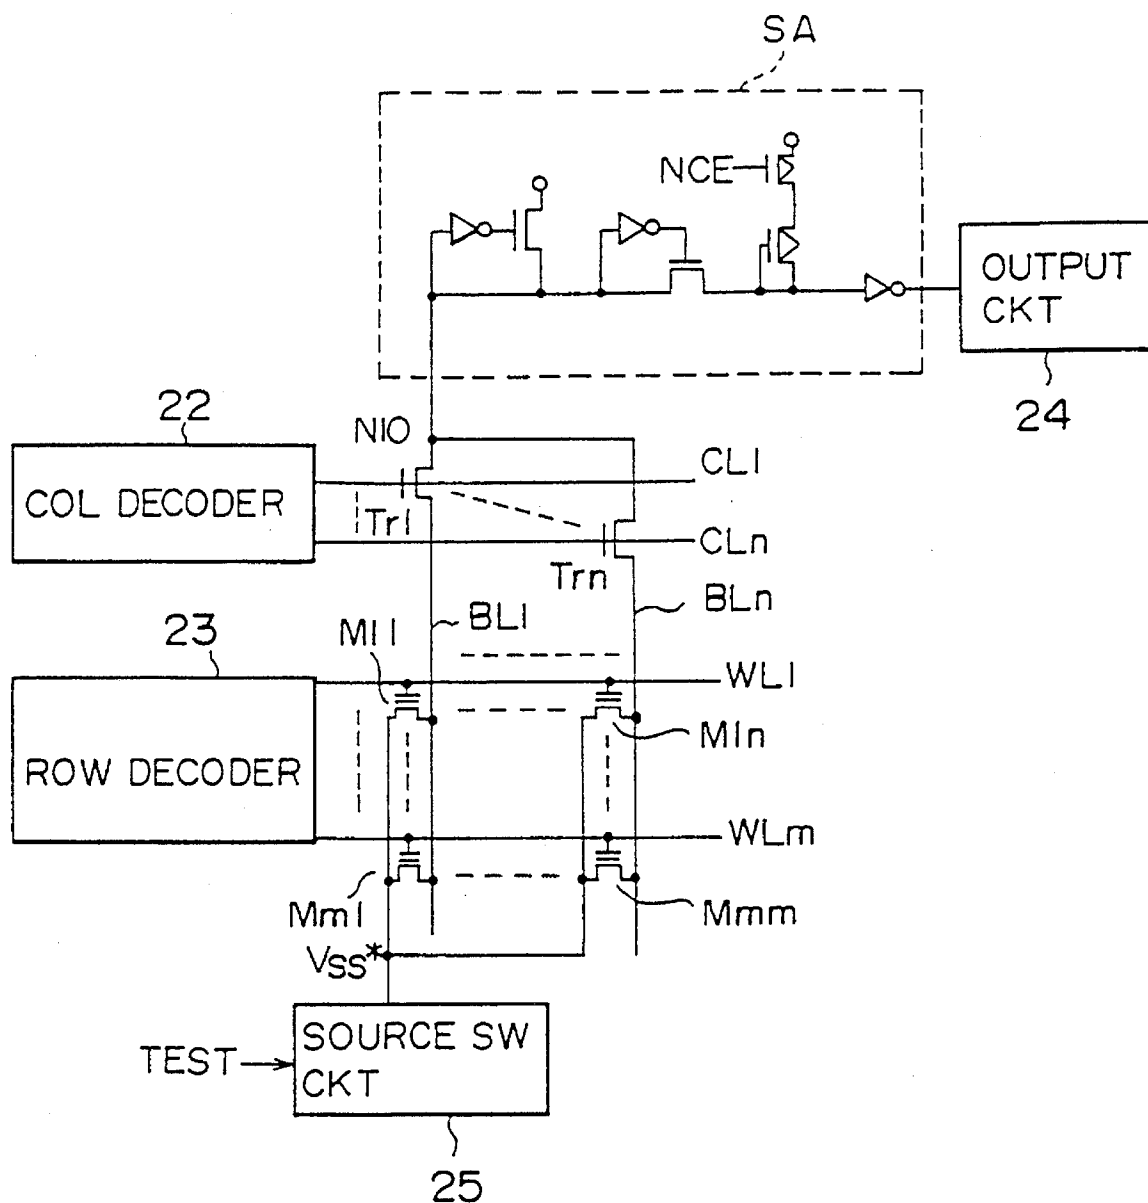 SA
NCE
OUTPUT
CKT
24
22
N10
CL1
COL DECODER
Tr1
CLn
Trn
BLn
23
M11
BL1
WL1
M1n
ROW DECODER
WLm
Mm1
Mmm
VSS*
SOURCE SW
CKT
TEST
25